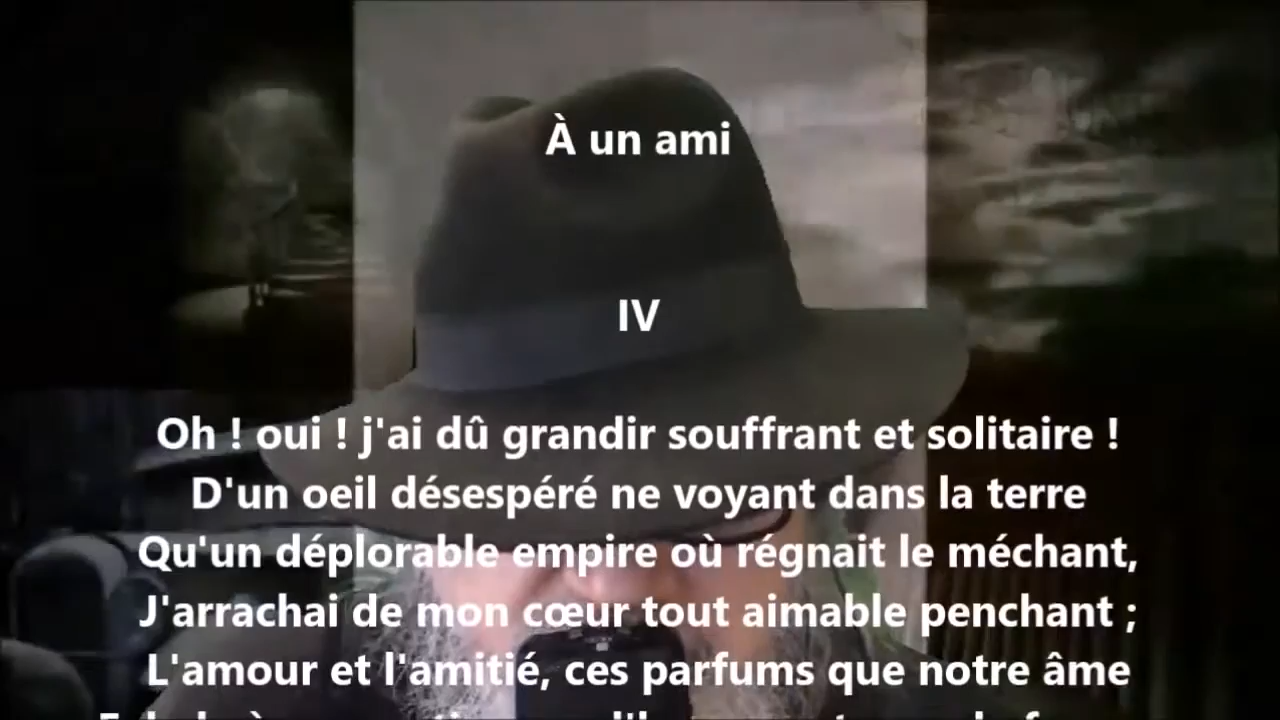 À un ami
IV
Oh ! oui ! j'ai dû grandir souffrant et solitaire !
D'un oeil désespéré ne voyant dans la terre
Qu'un déplorable empire où régnait le méchant,
J'arrachai de mon cœur tout aimable penchant ;
L'amour et l'amitié, ces parfums que notre âme